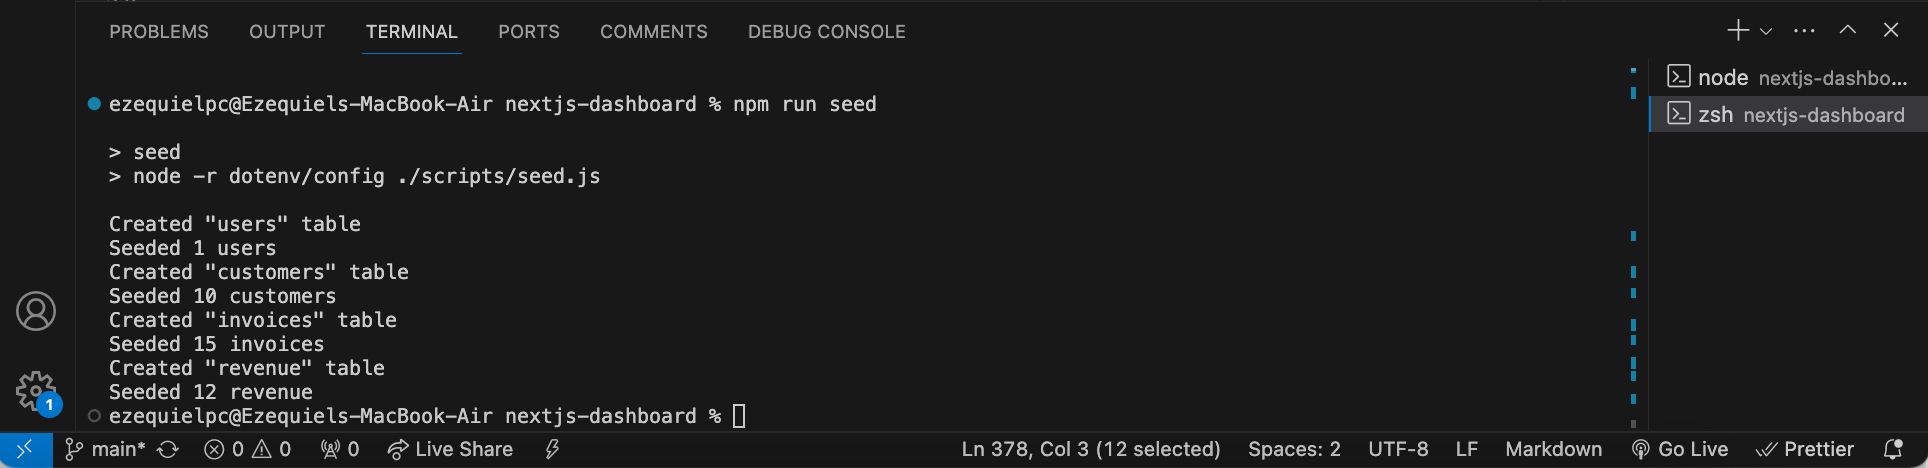 PROBLEMS OUTPUT TERMINAL PORTS COMMENTS DEBUG CONSOLE
ezequielpc@Ezequiels-MacBook-Air nextjs-dashboard % npm run seed
> seed
> node -r dotenv/config ./scripts/seed.js
Created "users" table
Seeded 1 users
Created "customers" table
Seeded 10 customers
Created "invoices" table
Seeded 15 invoices
Created "revenue" table
Seeded 12 revenue
ezequielpc@Ezequiels-MacBook-Air nextjs-dashboard %
node nextjs-dashbo...
zsh nextjs-dashboard
1
main* 0 0 0 Live Share Ln 378, Col 3 (12 selected) Spaces: 2 UTF-8 LF Markdown Go Live Prettier